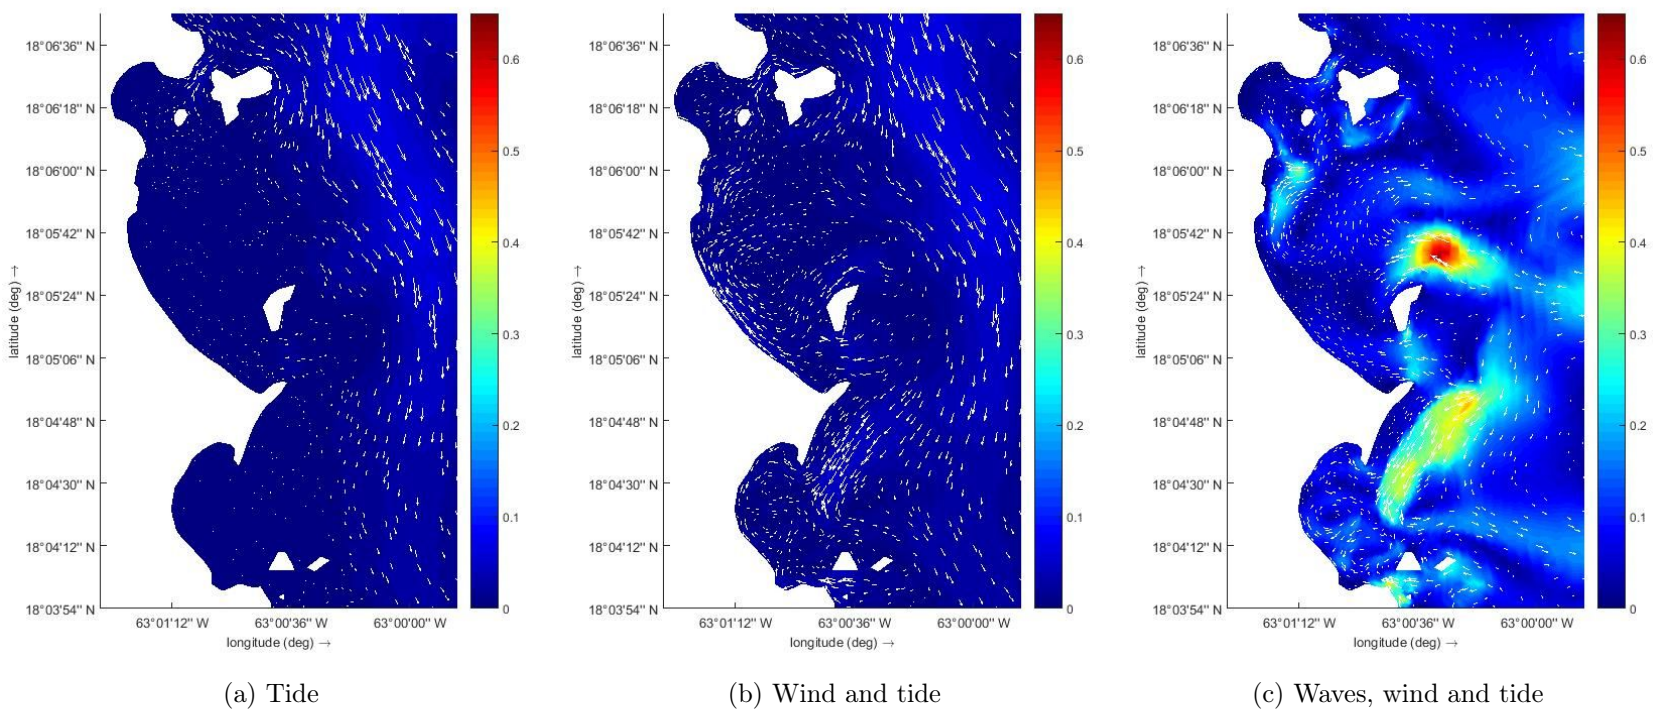 18°06'36" N
18°06'18" N
18°06'00" N
18°05'42" N
18°05'24" N
18°05'06" N
18°04'48" N
18°04'30" N
18°04'12" N
18°03'54" N
latitude (deg) →
63°01'12" W 63°00'36" W 63°00'00" W
longitude (deg) →
0.6
0.5
0.4
0.3
0.2
0.1
0
(a) Tide
18°06'36" N
18°06'18" N
18°06'00" N
18°05'42" N
18°05'24" N
18°05'06" N
18°04'48" N
18°04'30" N
18°04'12" N
18°03'54" N
latitude (deg) →
63°01'12" W 63°00'36" W 63°00'00" W
longitude (deg) →
0.6
0.5
0.4
0.3
0.2
0.1
0
(b) Wind and tide
18°06'36" N
18°06'18" N
18°06'00" N
18°05'42" N
18°05'24" N
18°05'06" N
18°04'48" N
18°04'30" N
18°04'12" N
18°03'54" N
latitude (deg) →
63°01'12" W 63°00'36" W 63°00'00" W
longitude (deg) →
0.6
0.5
0.4
0.3
0.2
0.1
0
(c) Waves, wind and tide